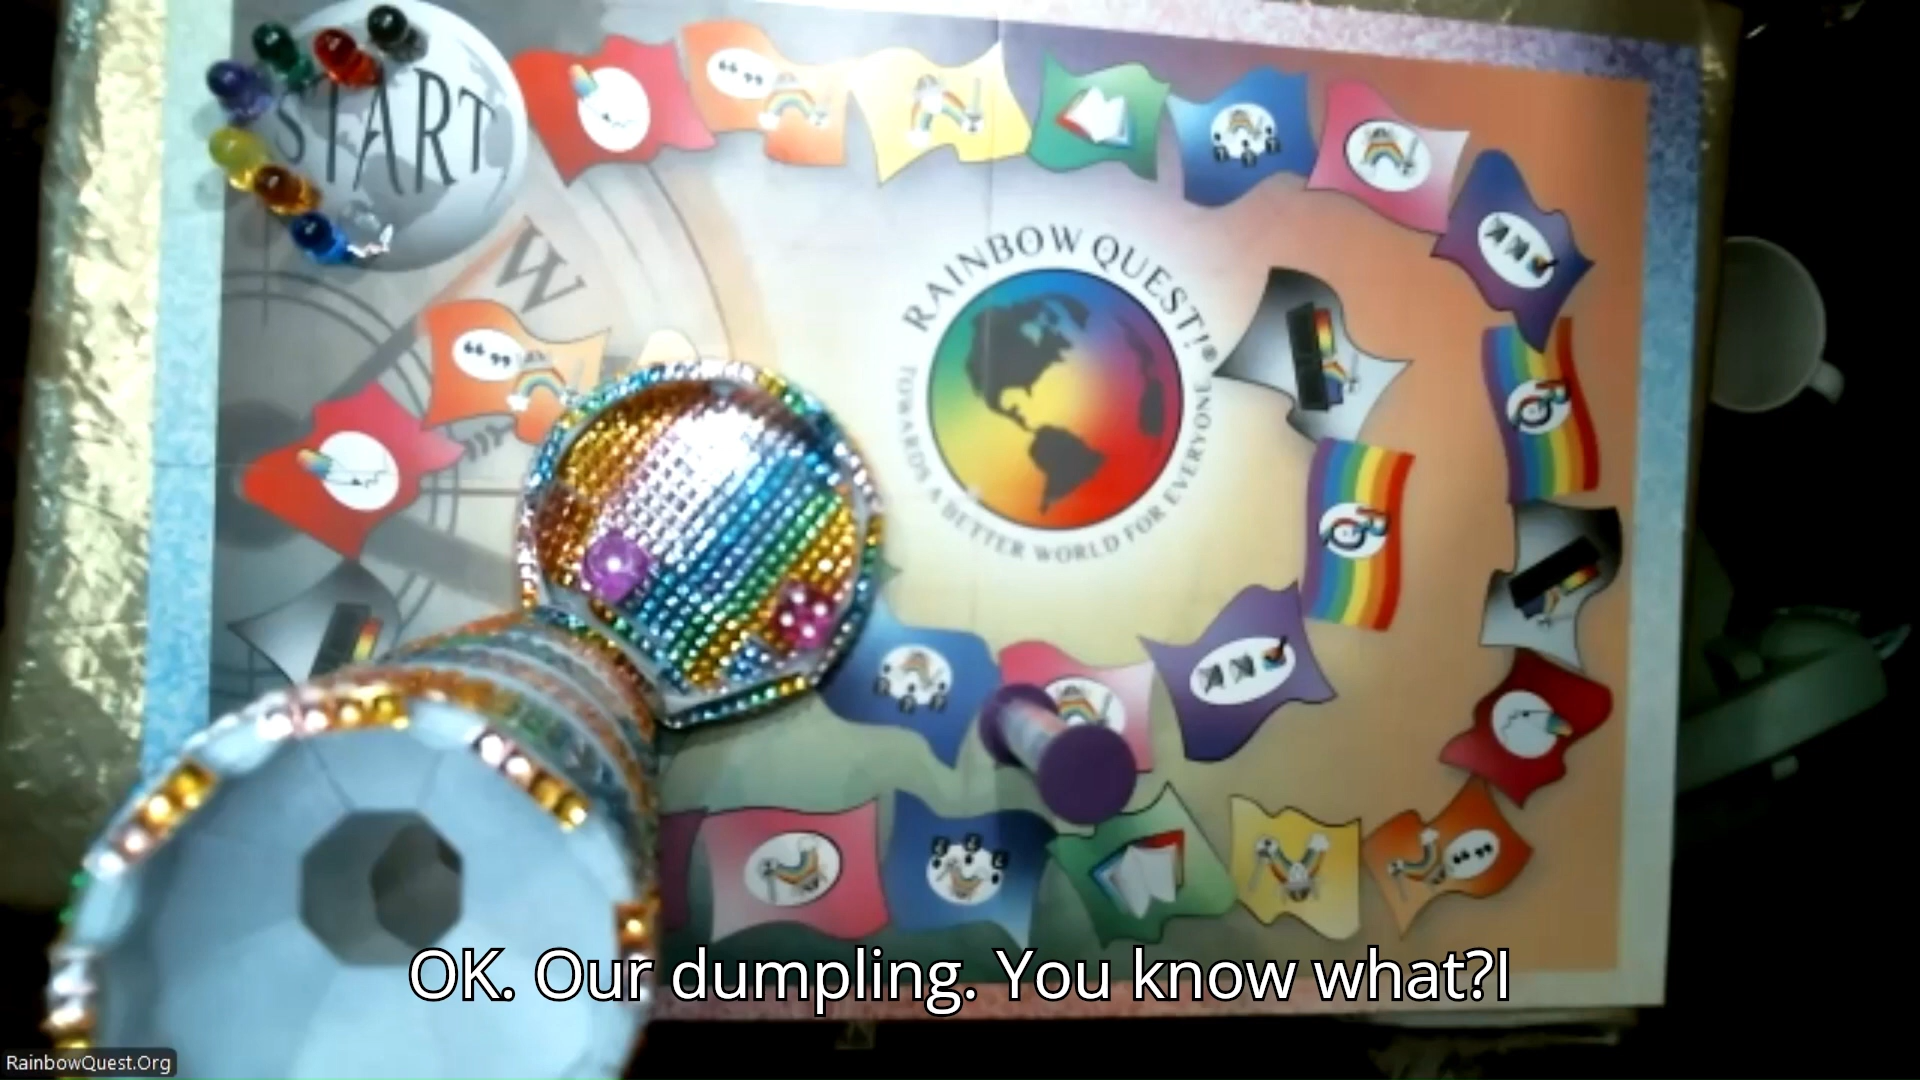 START
W
RAINBOW QUEST!®
TOWARDS A BETTER WORLD FOR EVERYONE
OK. Our dumpling. You know what?I
RainbowQuest.Org